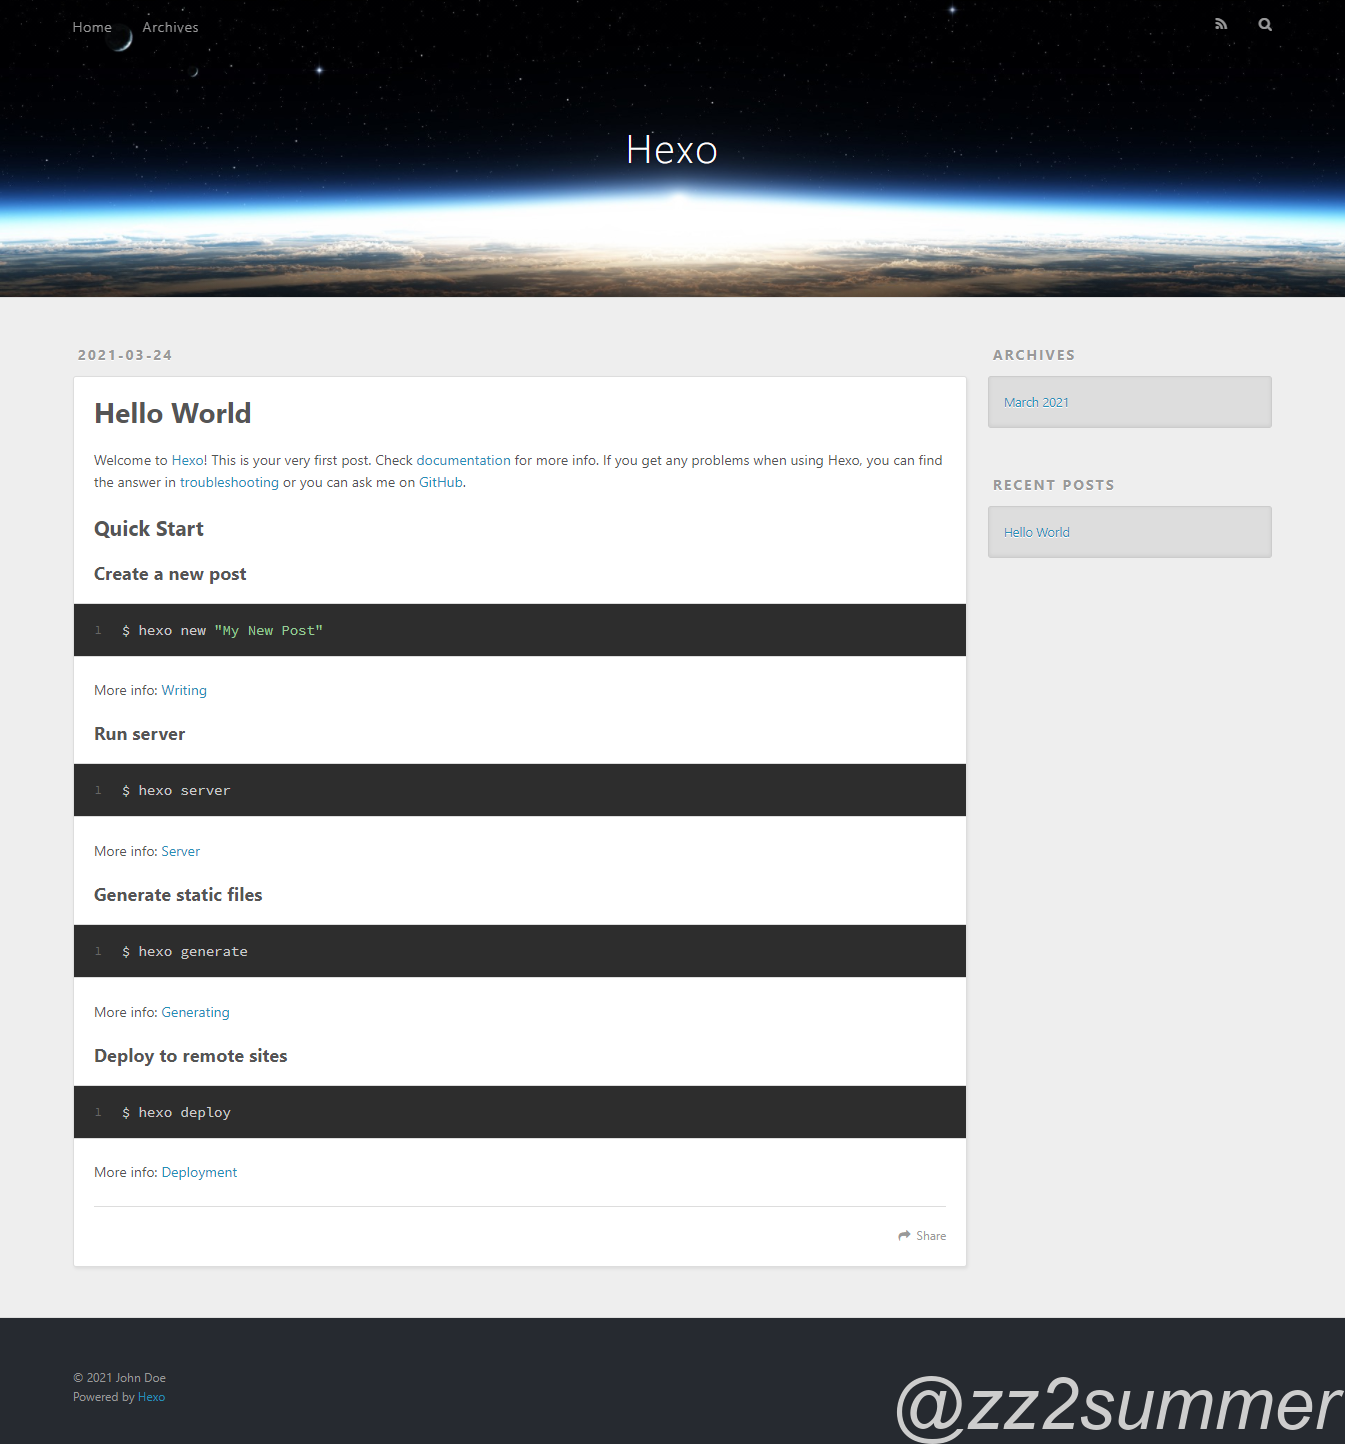 Home Archives
Hexo
2021-03-24
Hello World
Welcome to Hexo! This is your very first post. Check documentation for more info. If you get any problems when using Hexo, you can find
the answer in troubleshooting or you can ask me on GitHub.
Quick Start
Create a new post
1 $ hexo new "My New Post"
More info: Writing
Run server
1 $ hexo server
More info: Server
Generate static files
1 $ hexo generate
More info: Generating
Deploy to remote sites
1 $ hexo deploy
More info: Deployment
Share
ARCHIVES
March 2021
RECENT POSTS
Hello World
© 2021 John Doe
Powered by Hexo
@zz2summer